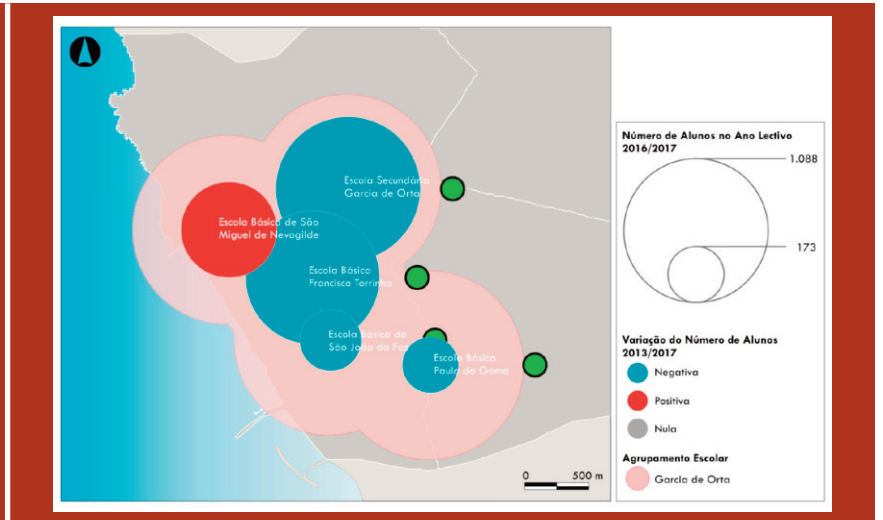 Escola Secundária
Garcia de Orta
Escola Básica de São
Miguel de Nevogilde
Escola Básica
Francisco Torrinha
Escola Básica de
São João da Foz
Escola Básica
Paula da Gama
0 500 m
Número de Alunos no Ano Lectivo
2016/2017
1.088
173
Variação do Número de Alunos
2013/2017
Negativa
Positiva
Nula
Agrupamento Escolar
Garcia de Orta